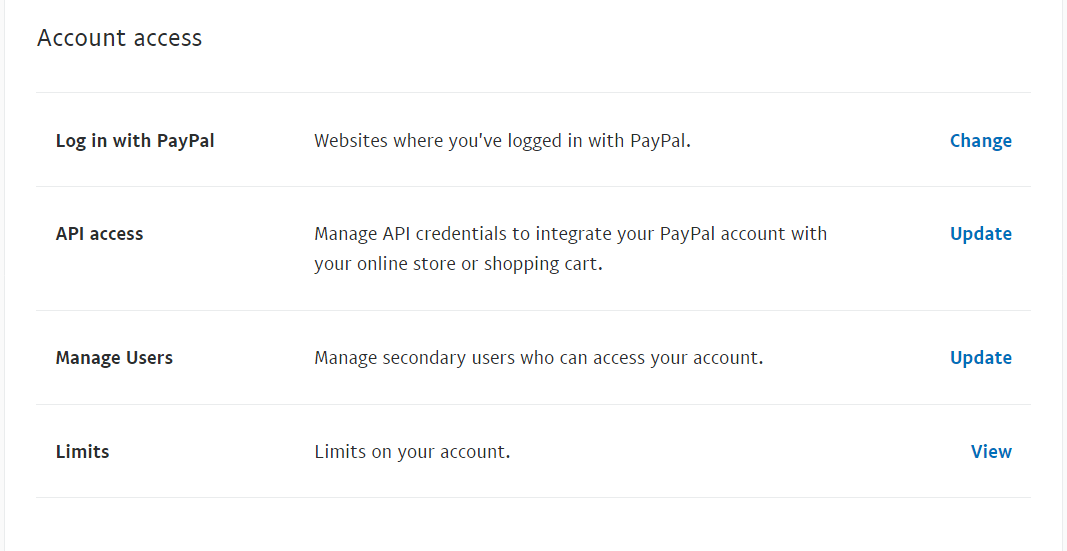 Account access
Log in with PayPal Websites where you've logged in with PayPal. Change
API access Manage API credentials to integrate your PayPal account with Update
your online store or shopping cart.
Manage Users Manage secondary users who can access your account. Update
Limits Limits on your account. View